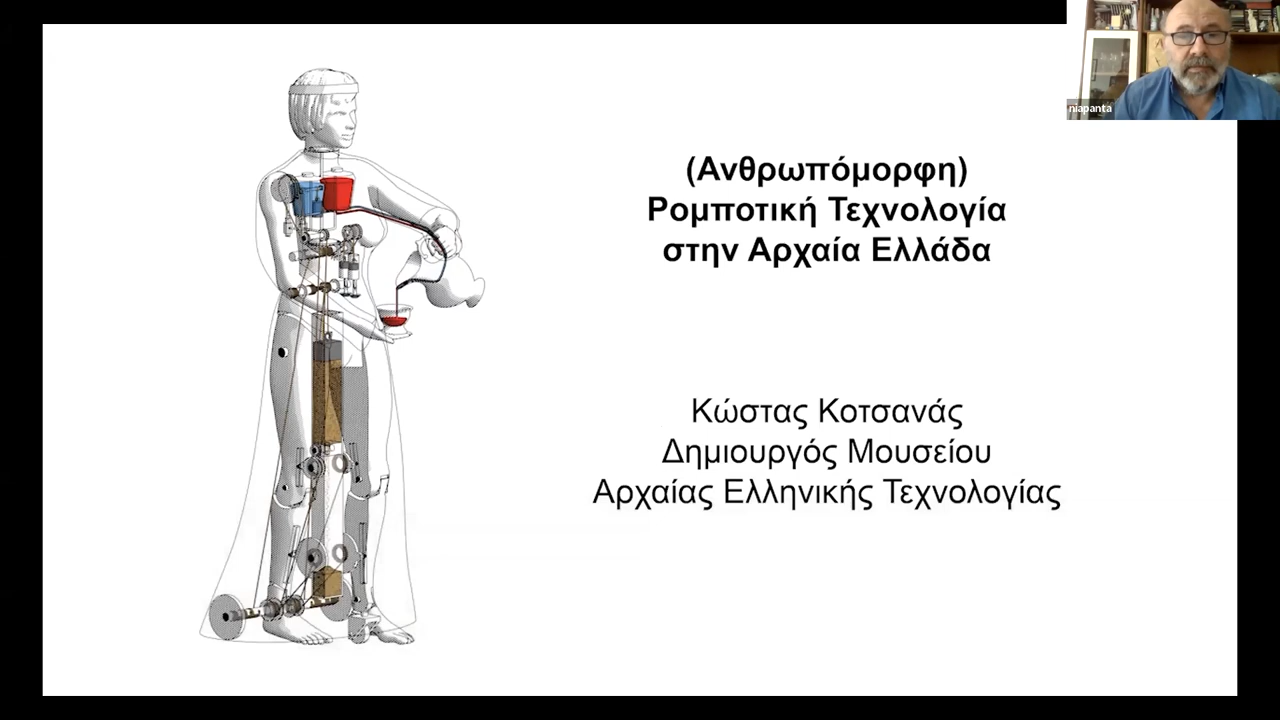 niapanta
(Ανθρωπόμορφη)
Ρομποτική Τεχνολογία
στην Αρχαία Ελλάδα
Κώστας Κοτσανάς
Δημιουργός Μουσείου
Αρχαίας Ελληνικής Τεχνολογίας